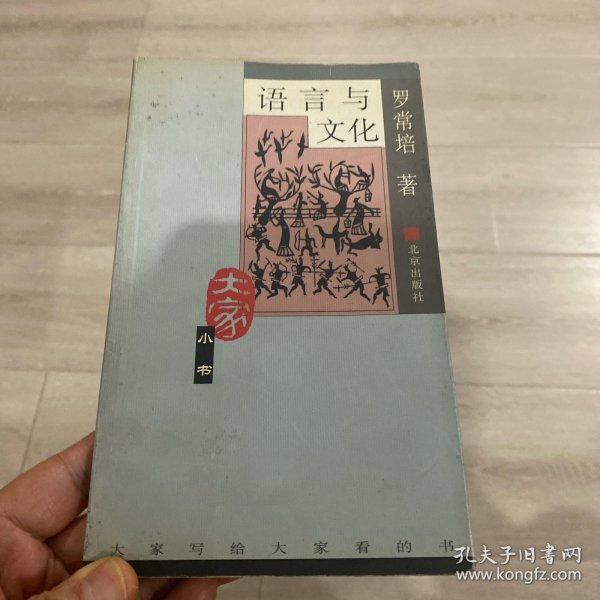 语言与
文化
罗常培 著
北京出版社
大家
小书
大家写给大家看的书
孔夫子旧书网
www.kongfz.com